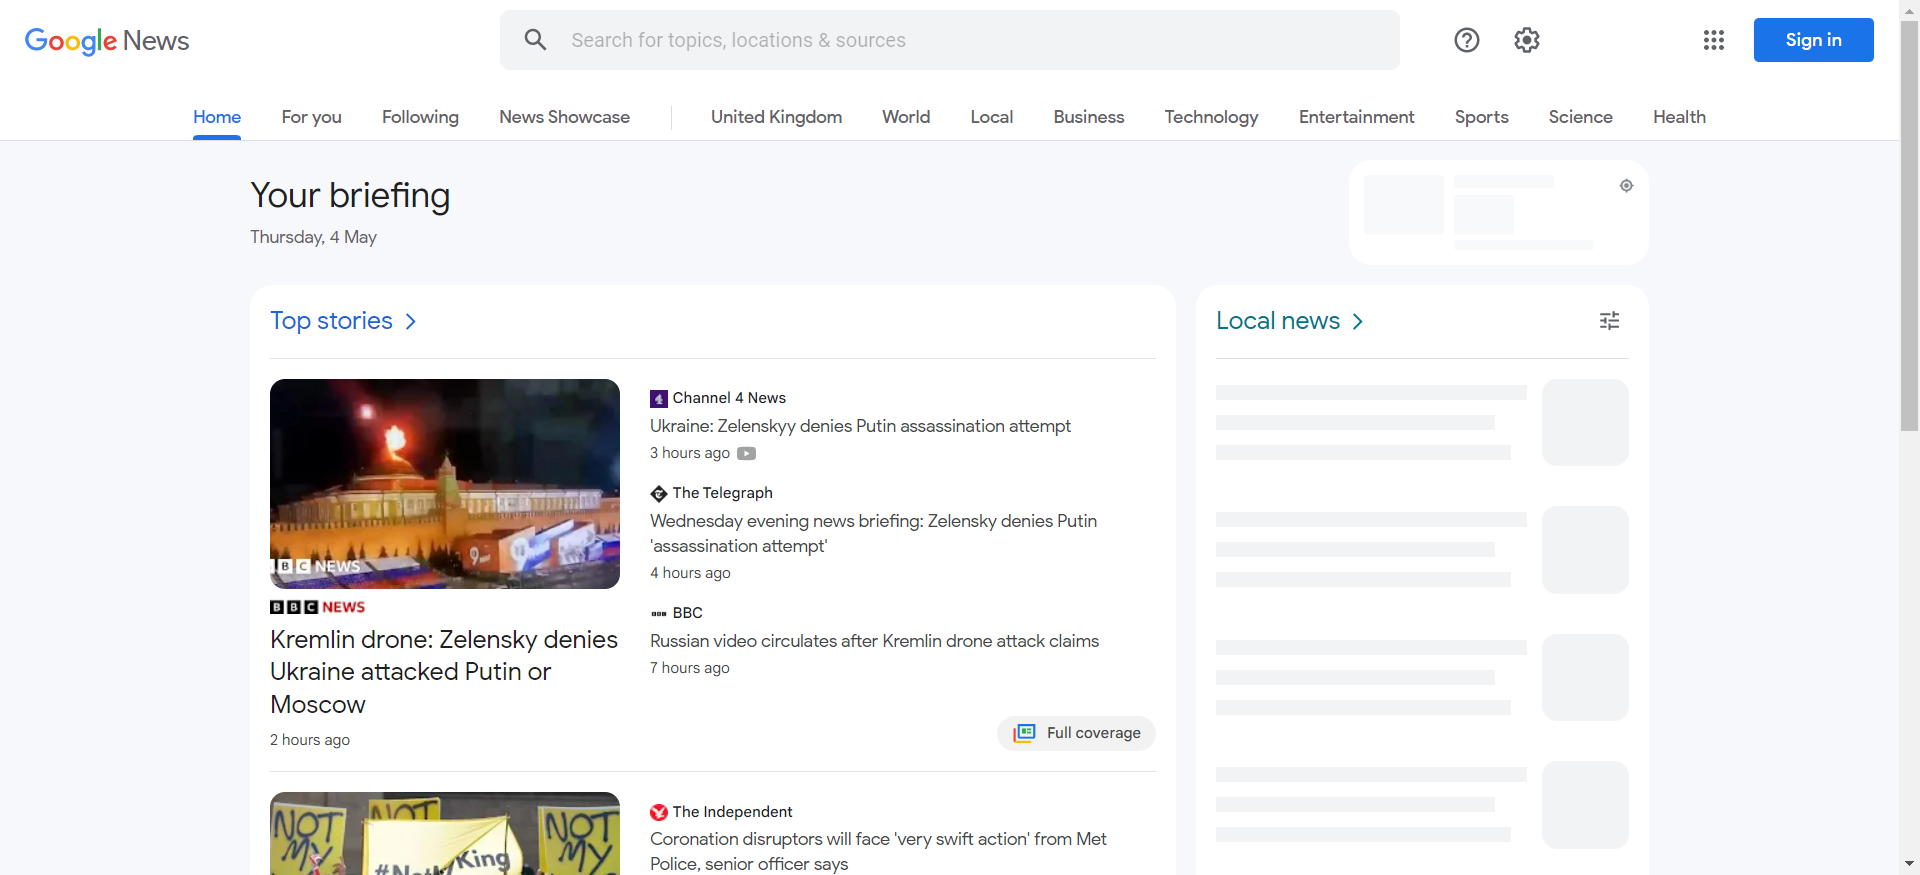 Google News
Search for topics, locations & sources
Sign in
Home
For you
Following
News Showcase
United Kingdom
World
Local
Business
Technology
Entertainment
Sports
Science
Health
Your briefing
Thursday, 4 May
Top stories
BBC NEWS
BBC NEWS
Kremlin drone: Zelensky denies
Ukraine attacked Putin or
Moscow
2 hours ago
Channel 4 News
Ukraine: Zelenskyy denies Putin assassination attempt
3 hours ago
The Telegraph
Wednesday evening news briefing: Zelensky denies Putin
'assassination attempt'
4 hours ago
BBC
Russian video circulates after Kremlin drone attack claims
7 hours ago
Full coverage
NOT
MY
NOT
NOT
MY
#NotMyKing
The Independent
Coronation disruptors will face 'very swift action' from Met
Police, senior officer says
Local news